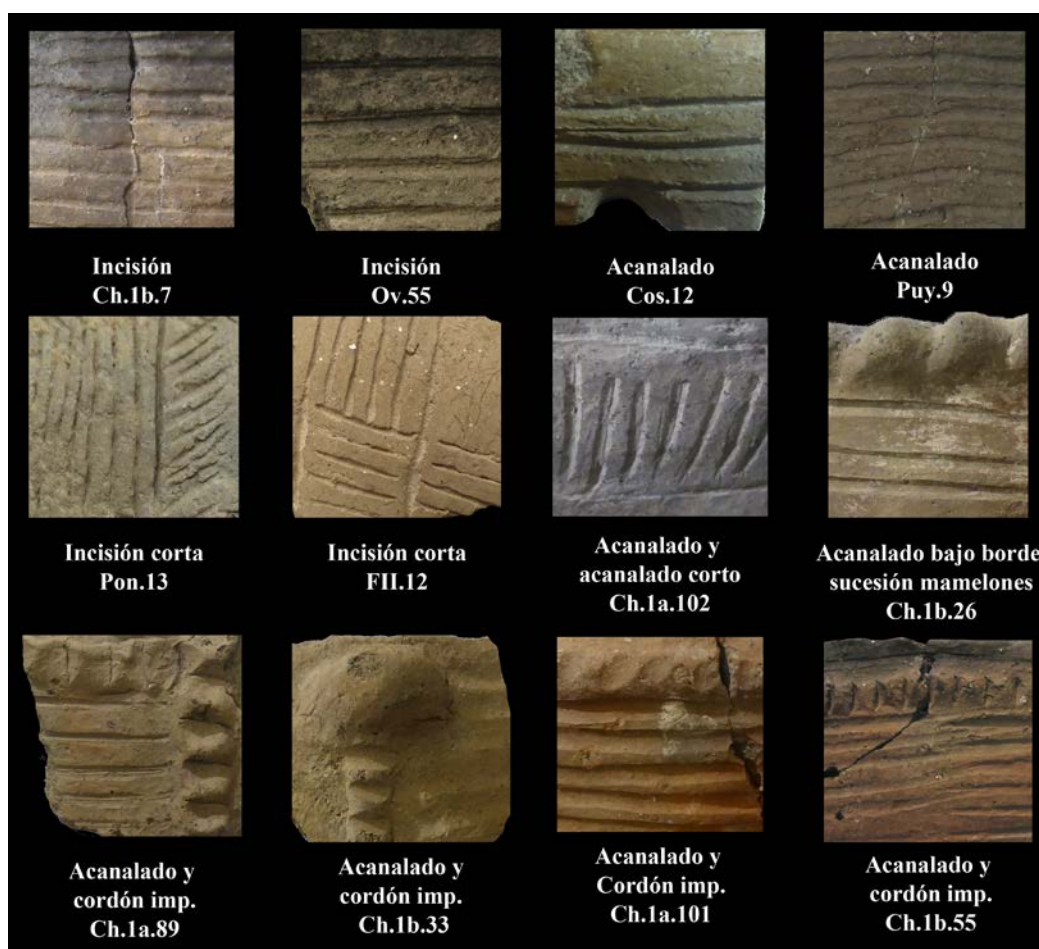 Incisión
Ch.1b.7
Incisión
Ov.55
Acanalado
Cos.12
Acanalado
Puy.9
Incisión corta
Pon.13
Incisión corta
FII.12
Acanalado y
acanalado corto
Ch.1a.102
Acanalado bajo borde
sucesión mamelones
Ch.1b.26
Acanalado y
cordón imp.
Ch.1a.89
Acanalado y
cordón imp.
Ch.1b.33
Acanalado y
Cordón imp.
Ch.1a.101
Acanalado y
cordón imp.
Ch.1b.55